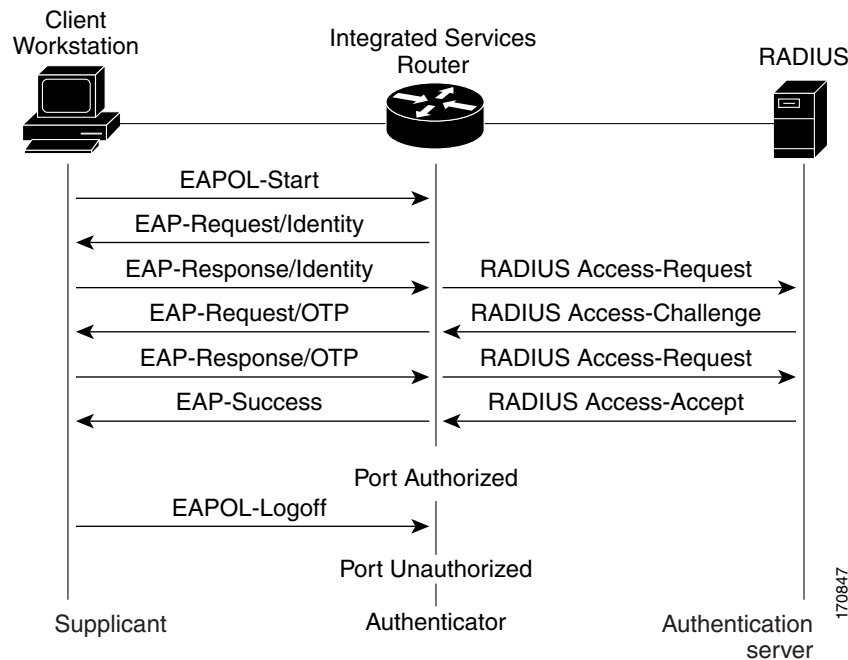 Client
Workstation
Integrated Services
Router
RADIUS
EAPOL-Start
EAP-Request/Identity
EAP-Response/Identity
RADIUS Access-Request
EAP-Request/OTP
RADIUS Access-Challenge
EAP-Response/OTP
RADIUS Access-Request
EAP-Success
RADIUS Access-Accept
Port Authorized
EAPOL-Logoff
Port Unauthorized
Supplicant
Authenticator
Authentication
server
170847